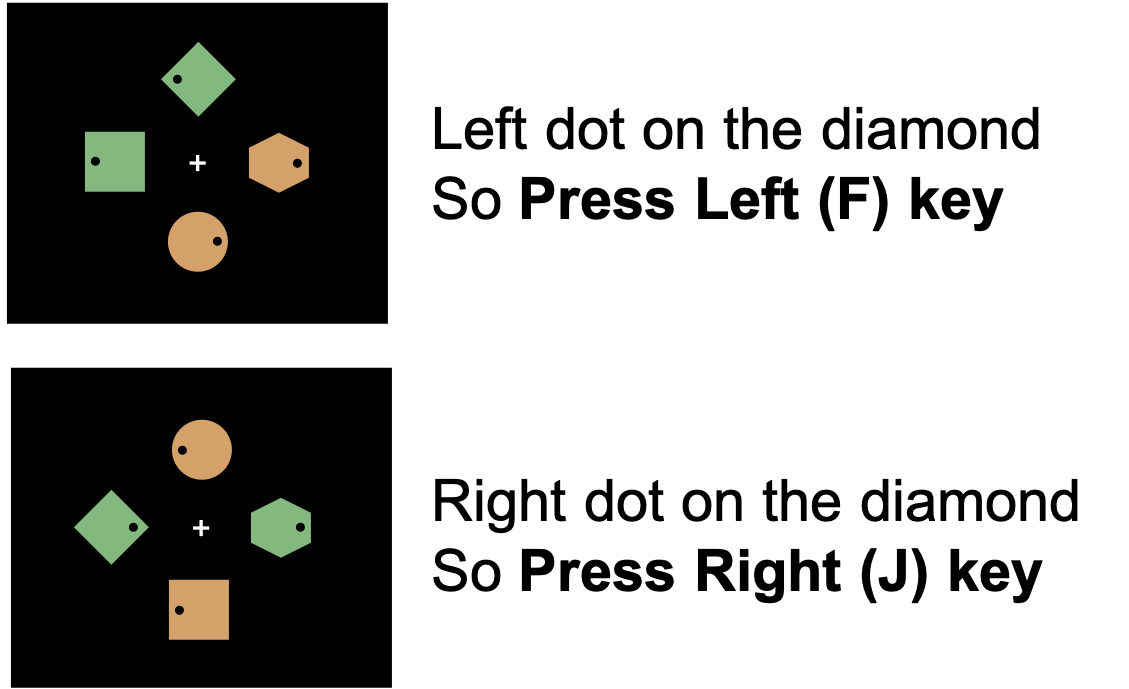 Left dot on the diamond
So Press Left (F) key
Right dot on the diamond
So Press Right (J) key